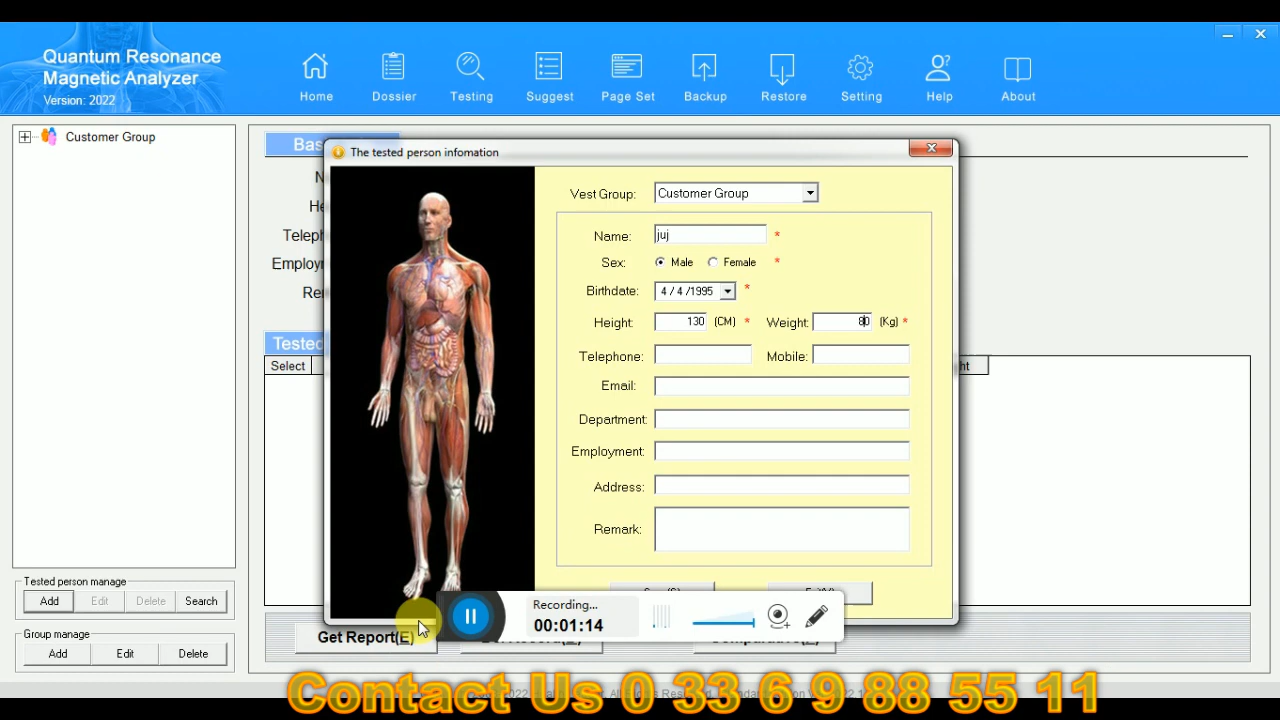 Quantum Resonance
Magnetic Analyzer
Version: 2022
Home Dossier Testing Suggest Page Set Backup Restore Setting Help About
Customer Group
The tested person infomation
Vest Group: Customer Group
Name: juj *
Sex: Male Female *
Birthdate: 4 / 4 /1995 *
Height: 130 (CM) * Weight: 80 (Kg) *
Telephone: Mobile:
Email:
Department:
Employment:
Address:
Remark:
Tested
Select
Tested person manage
Add Edit Delete Search
Group manage
Add Edit Delete
Recording...
00:01:14
Get Report(E)
Contact Us 0 33 6 9 88 55 11